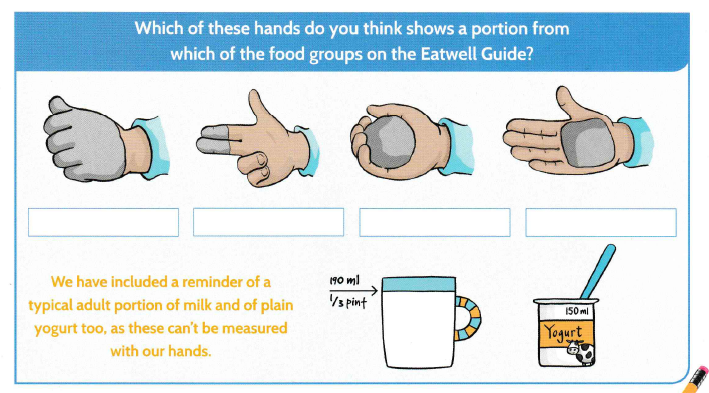 Which of these hands do you think shows a portion from
which of the food groups on the Eatwell Guide?
We have included a reminder of a
typical adult portion of milk and of plain
yogurt too, as these can't be measured
with our hands.
190 ml
1/3 pint
150 ml
Yogurt